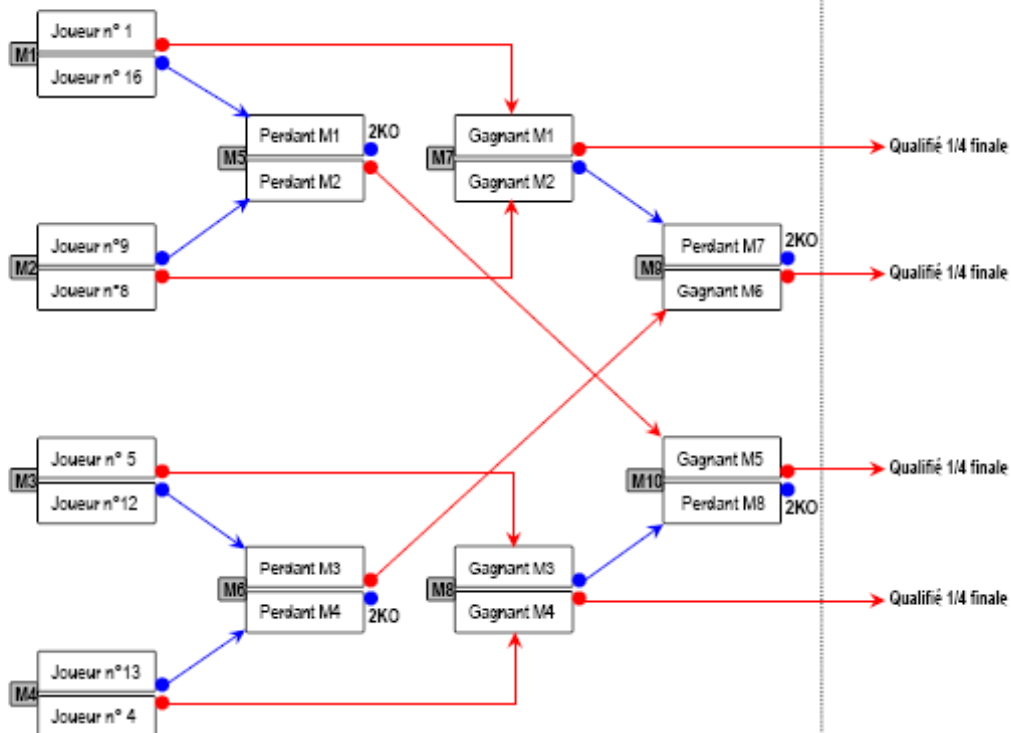 Joueur n° 1
M1
Joueur n° 16
Perdant M1
2KO
M5
Perdant M2
Gagnant M1
M7
Gagnant M2
Qualifié 1/4 finale
Joueur n°9
M2
Joueur n°8
Perdant M7
2KO
M9
Gagnant M6
Qualifié 1/4 finale
Joueur n° 5
M3
Joueur n°12
Gagnant M5
M10
Perdant M8
2KO
Qualifié 1/4 finale
Perdant M3
M6
Perdant M4
2KO
Gagnant M3
M8
Gagnant M4
Qualifié 1/4 finale
Joueur n°13
M4
Joueur n° 4